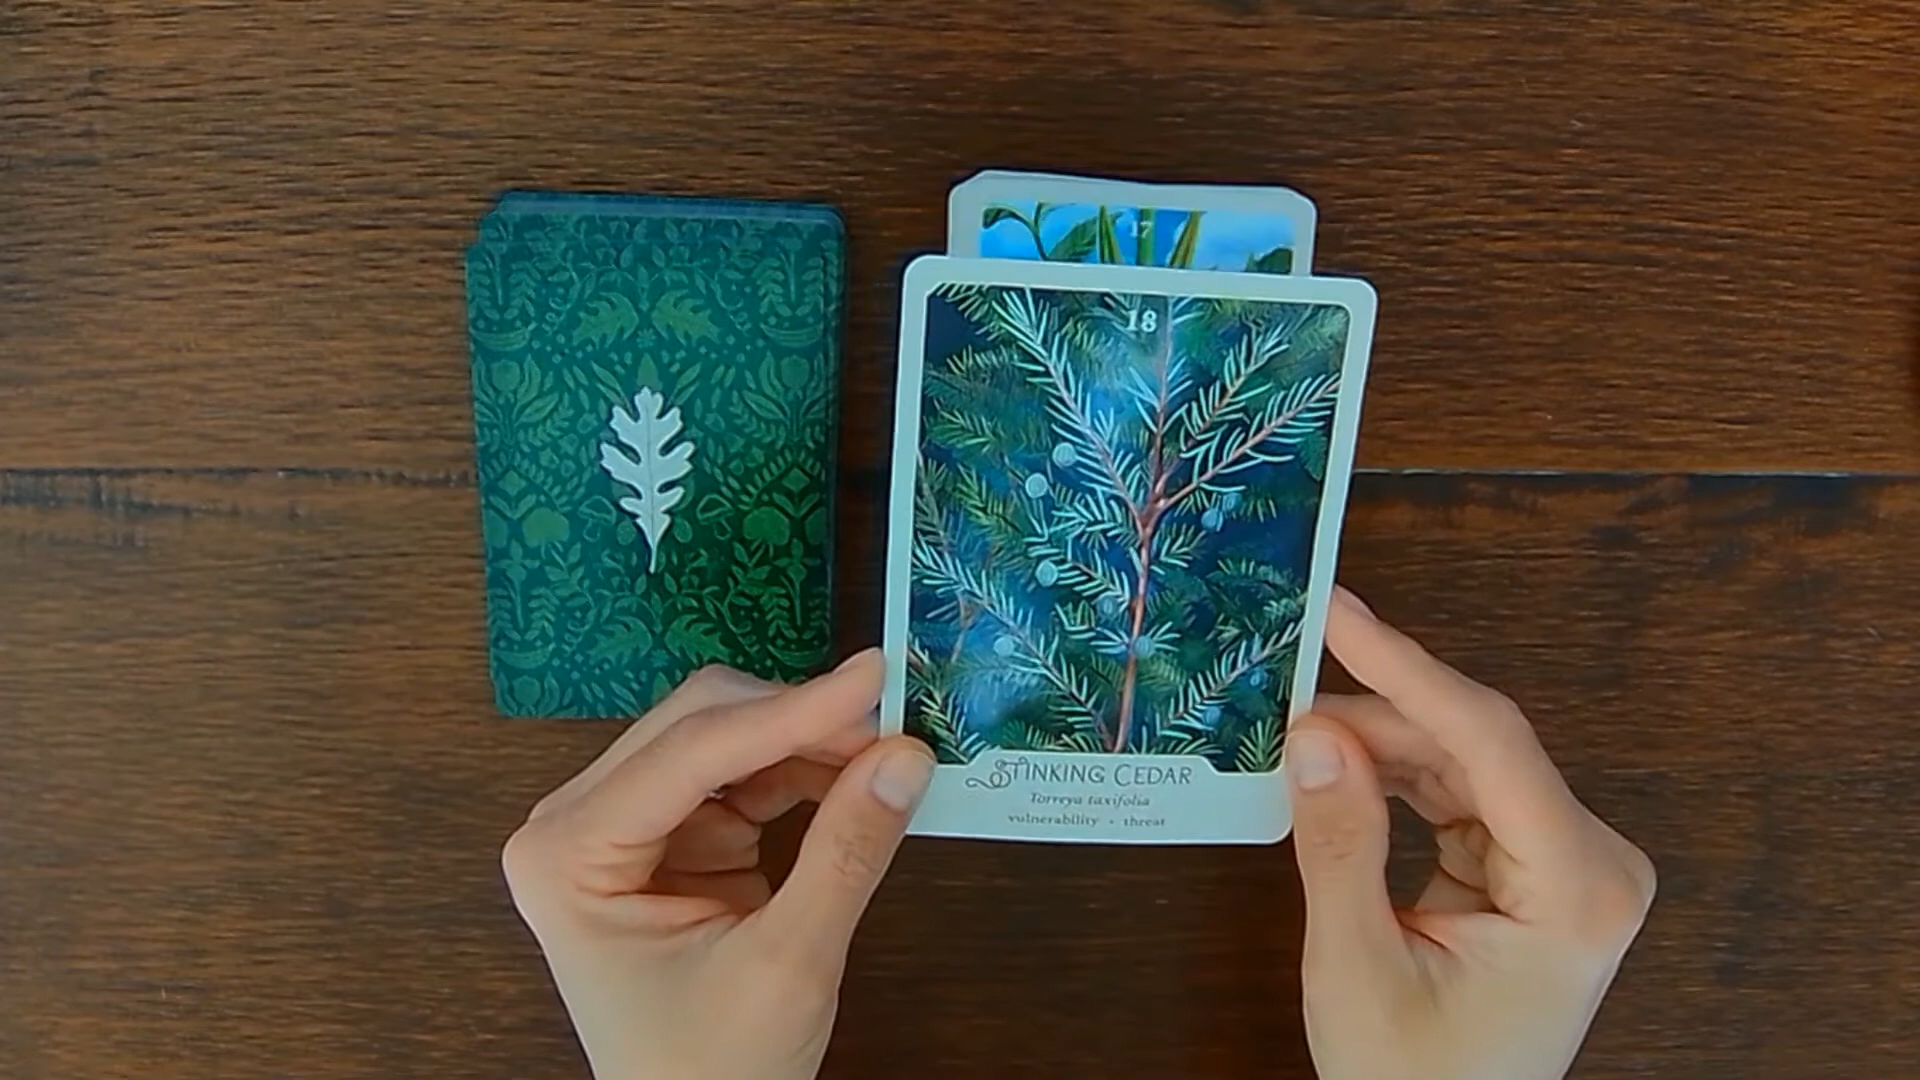 17
18
STINKING CEDAR
Torreya taxifolia
vulnerability • threat